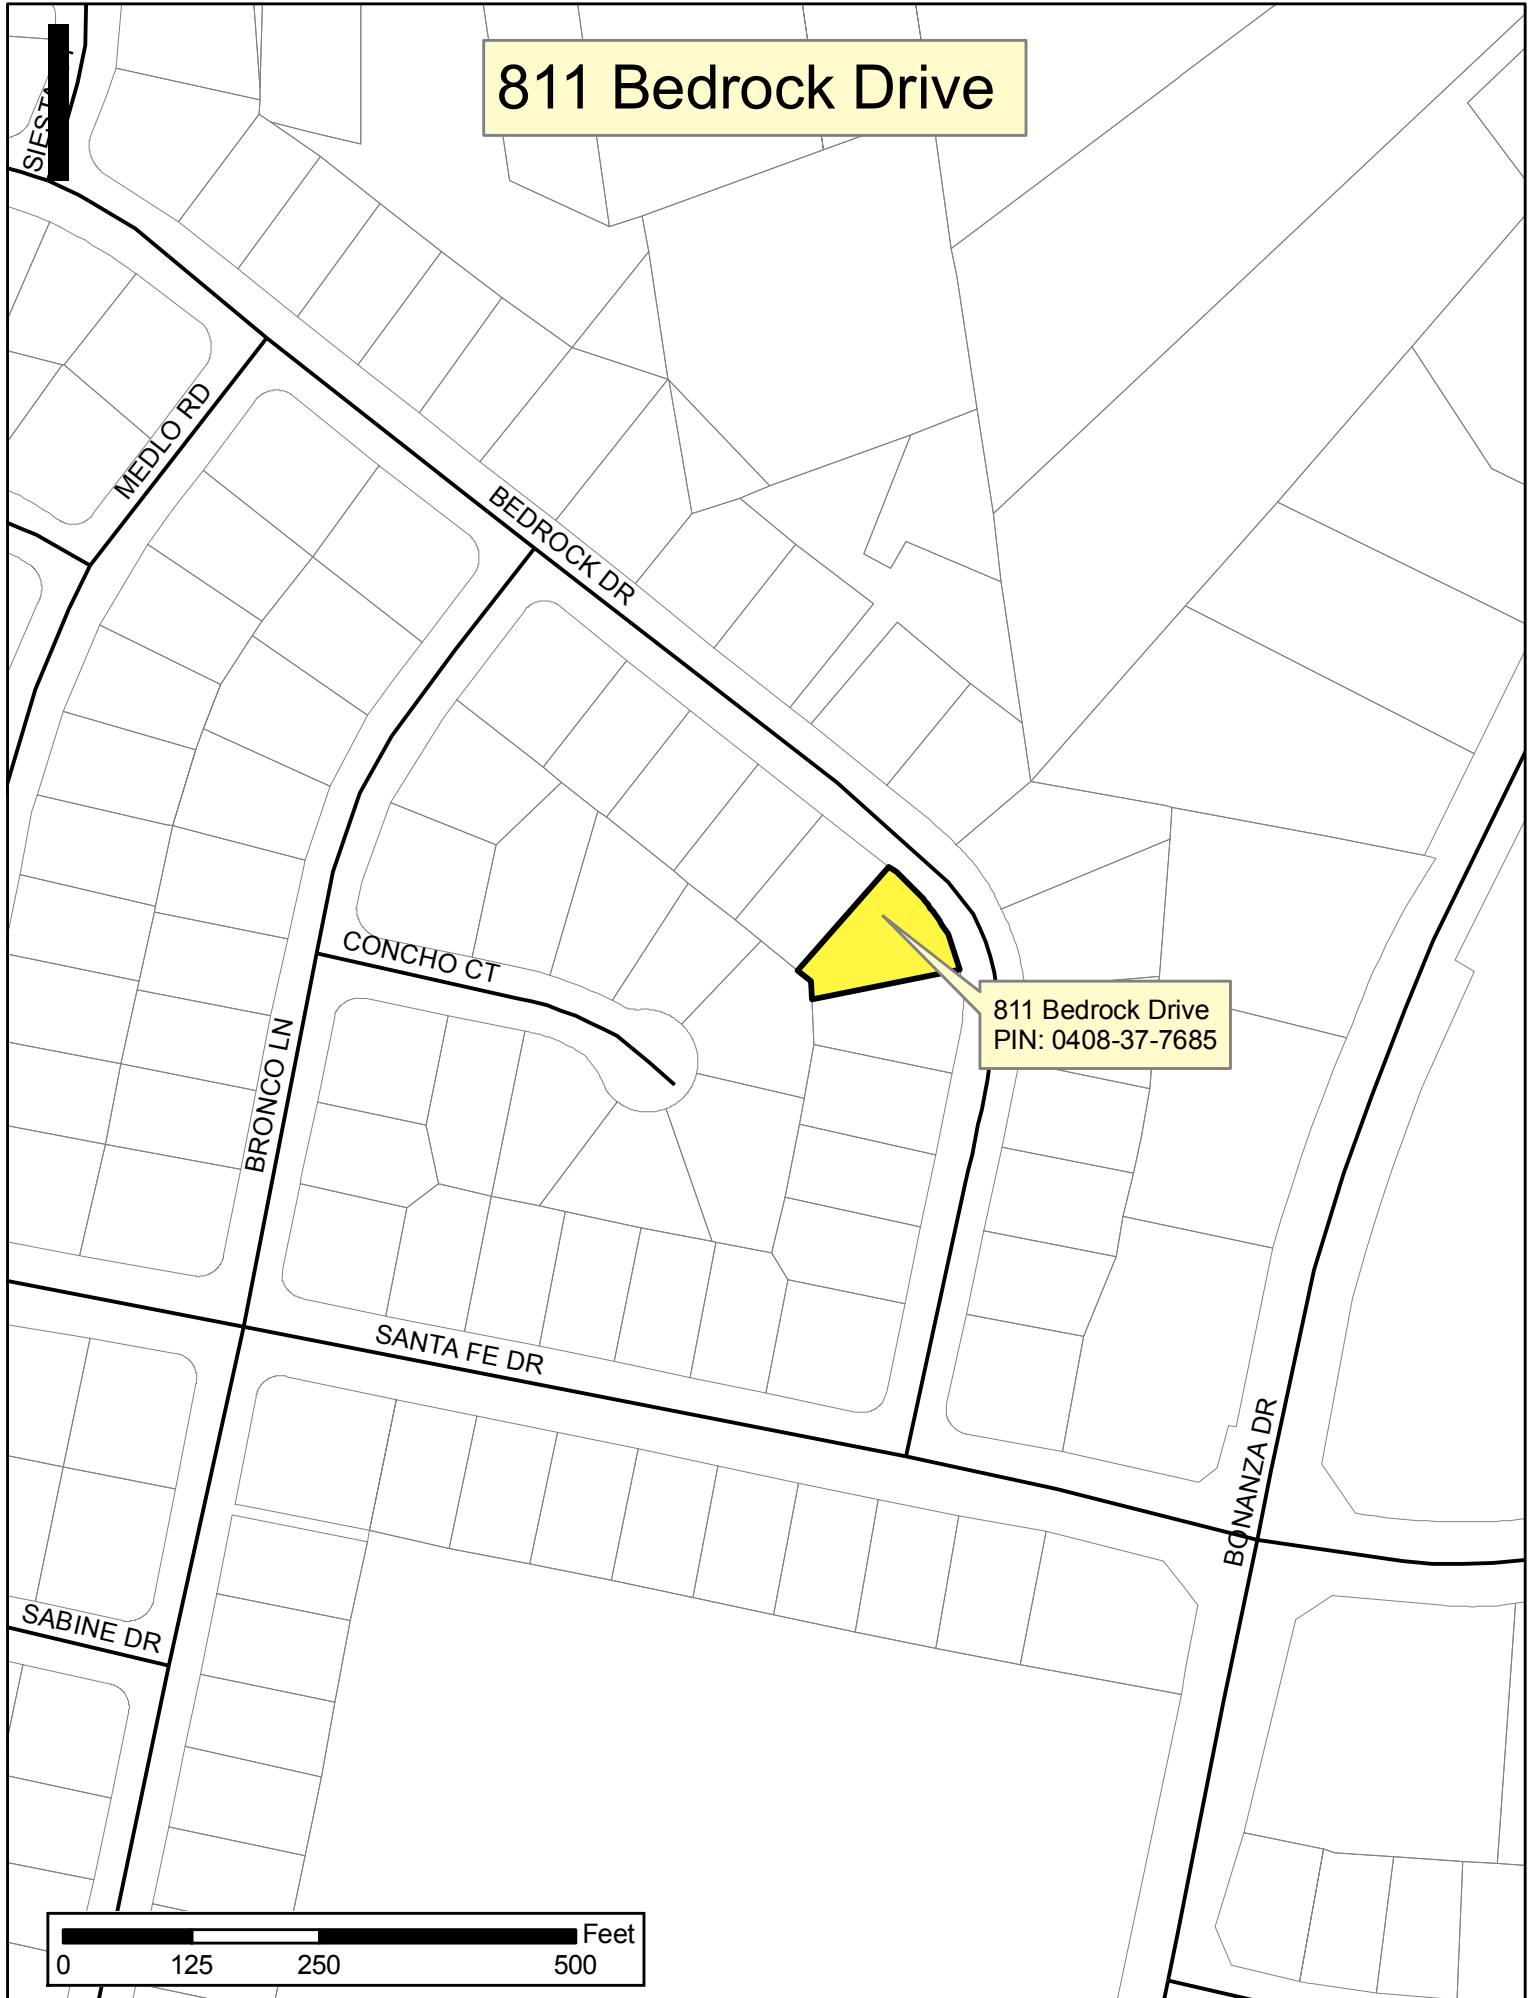 811 Bedrock Drive
MEDLO RD
BEDROCK DR
CONCHO CT
811 Bedrock Drive
PIN: 0408-37-7685
BRONCO LN
SANTA FE DR
BONANZA DR
SABINE DR
Feet
0 125 250 500